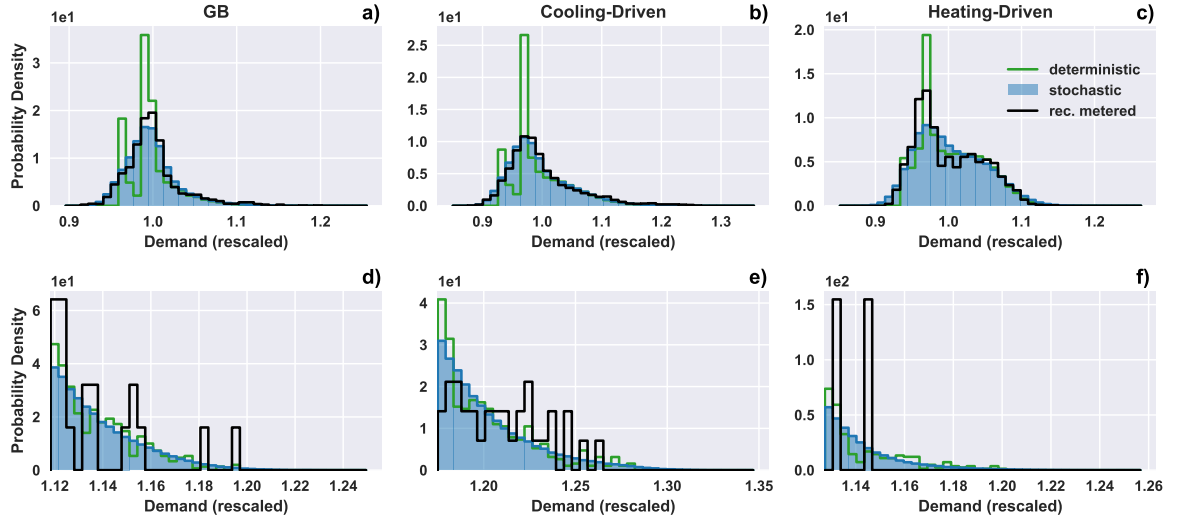 GB
Cooling-Driven
Heating-Driven
1e1
a)
1e1
b)
1e1
c)
Probability Density
3
2
1
0
2.5
2.0
1.5
1.0
0.5
0.0
2.0
1.5
1.0
0.5
0.0
deterministic
stochastic
rec. metered
0.9 1.0 1.1 1.2
0.9 1.0 1.1 1.2 1.3
0.9 1.0 1.1 1.2
Demand (rescaled)
Demand (rescaled)
Demand (rescaled)
1e1
d)
1e1
e)
1e2
f)
Probability Density
6
4
2
0
4
3
2
1
0
1.5
1.0
0.5
0.0
1.12 1.14 1.16 1.18 1.20 1.22 1.24
1.20 1.25 1.30 1.35
1.14 1.16 1.18 1.20 1.22 1.24 1.26
Demand (rescaled)
Demand (rescaled)
Demand (rescaled)